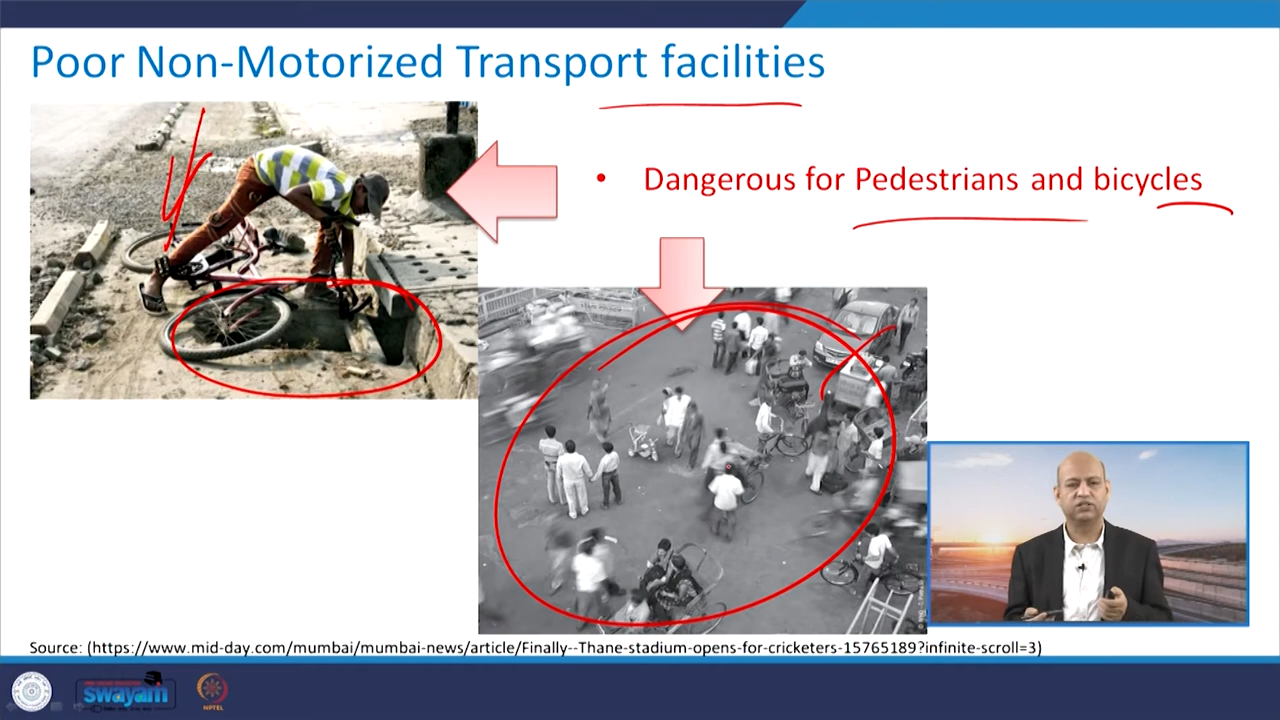 Poor Non-Motorized Transport facilities
• Dangerous for Pedestrians and bicycles
Source: (https://www.mid-day.com/mumbai/mumbai-news/article/Finally--Thane-stadium-opens-for-cricketers-15765189?infinite-scroll=3)
swayam
NPTEL